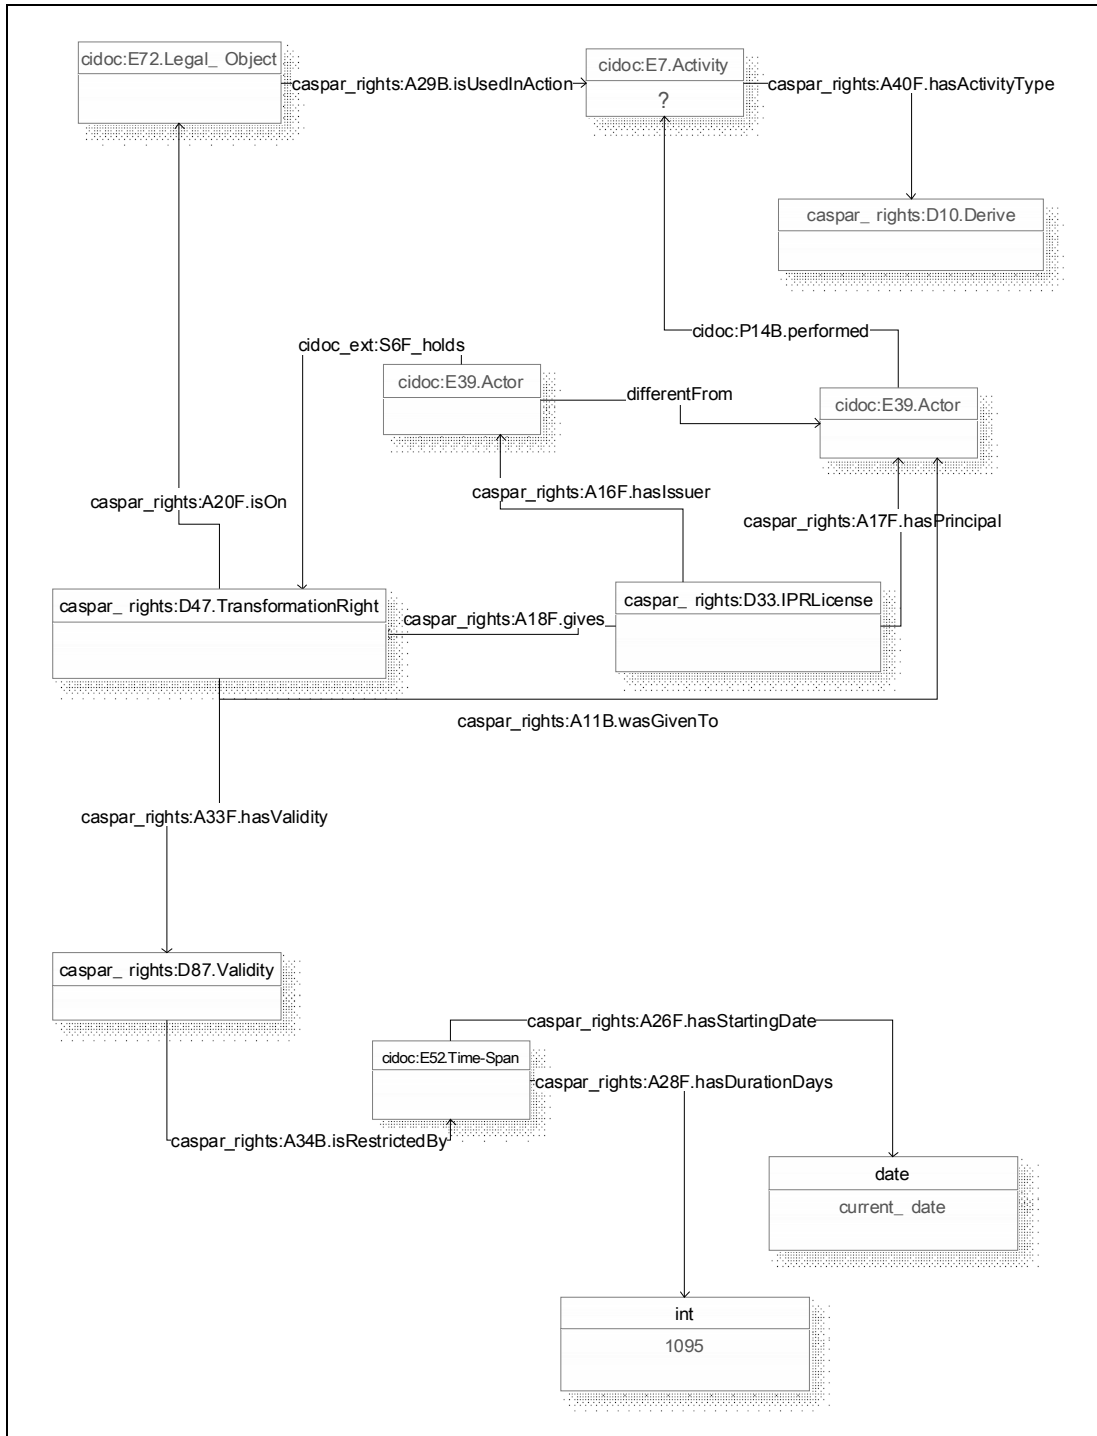 cidoc:E72.Legal_ Object
cidoc:E7.Activity
?
caspar_rights:A29B.isUsedInAction
caspar_rights:A40F.hasActivityType
caspar_ rights:D10.Derive
cidoc:P14B.performed
cidoc_ext:S6F_holds
cidoc:E39.Actor
differentFrom
cidoc:E39.Actor
caspar_rights:A20F.isOn
caspar_rights:A16F.hasIssuer
caspar_rights:A17F.hasPrincipal
caspar_ rights:D47.TransformationRight
caspar_rights:A18F.gives
caspar_ rights:D33.IPRLicense
caspar_rights:A11B.wasGivenTo
caspar_rights:A33F.hasValidity
caspar_ rights:D87.Validity
caspar_rights:A26F.hasStartingDate
cidoc:E52.Time-Span
caspar_rights:A28F.hasDurationDays
caspar_rights:A34B.isRestrictedBy
date
current_ date
int
1095